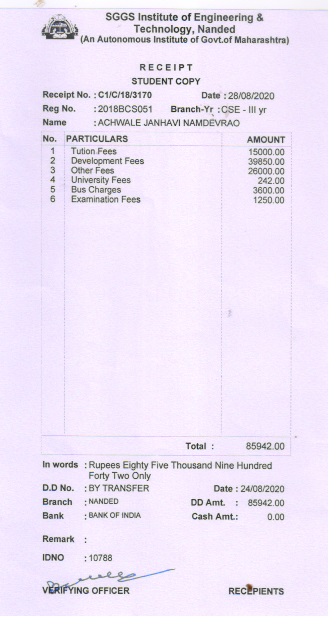 SGGS Institute of Engineering &
Technology, Nanded
(An Autonomous Institute of Govt.of Maharashtra)
RECEIPT
STUDENT COPY
Receipt No. : C1/C/18/3170 Date : 28/08/2020
Reg No. : 2018BCS051 Branch-Yr : CSE - III yr
Name : ACHWALE JANHAVI NAMDEVRAO
No. PARTICULARS AMOUNT
1 Tution.Fees 15000.00
2 Development Fees 39850.00
3 Other Fees 26000.00
4 University Fees 242.00
5 Bus Charges 3600.00
6 Examination Fees 1250.00
Total : 85942.00
In words : Rupees Eighty Five Thousand Nine Hundred
Forty Two Only
D.D No. : BY TRANSFER Date : 24/08/2020
Branch : NANDED DD Amt. : 85942.00
Bank : BANK OF INDIA Cash Amt.: 0.00
Remark :
IDNO : 10788
VERIFYING OFFICER RECEPIENTS